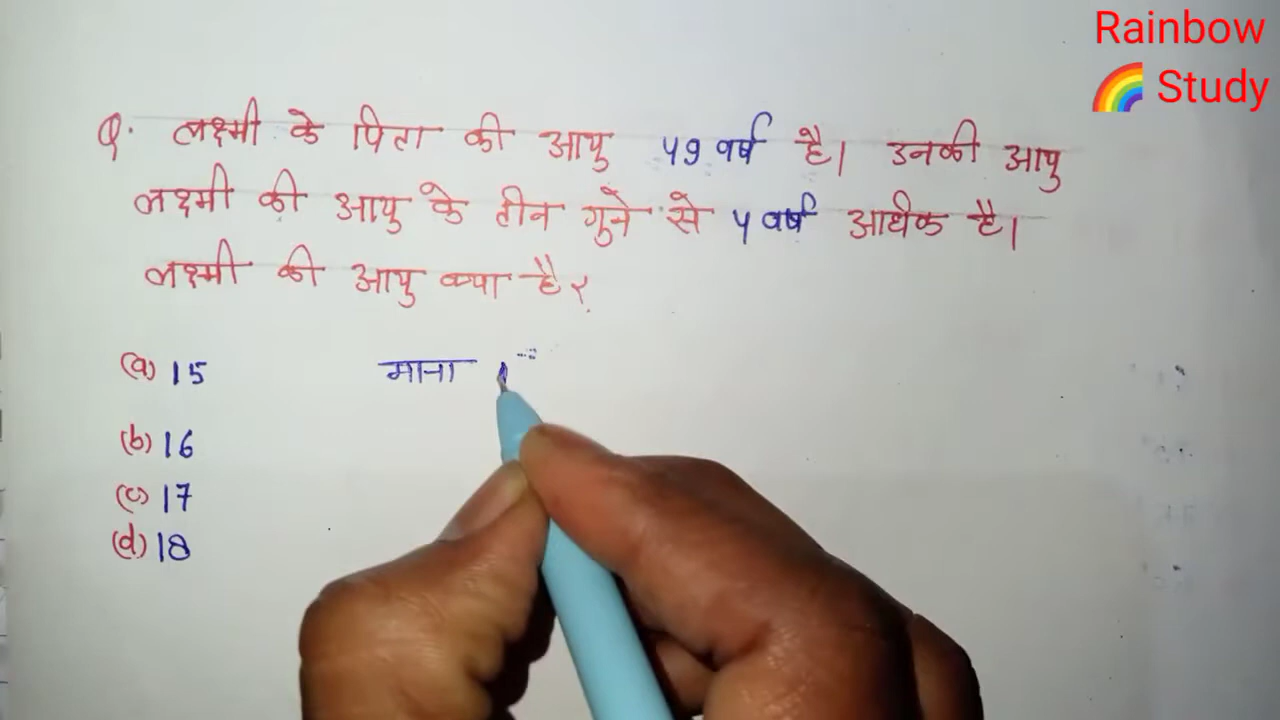 Rainbow
Study
Q. लक्ष्मी के पिता की आयु 49 वर्ष है। उनकी आयु
लक्ष्मी की आयु के तीन गुने से 4 वर्ष अधिक है।
लक्ष्मी की आयु क्या है?
(a) 15
माना
(b) 16
(c) 17
(d) 18